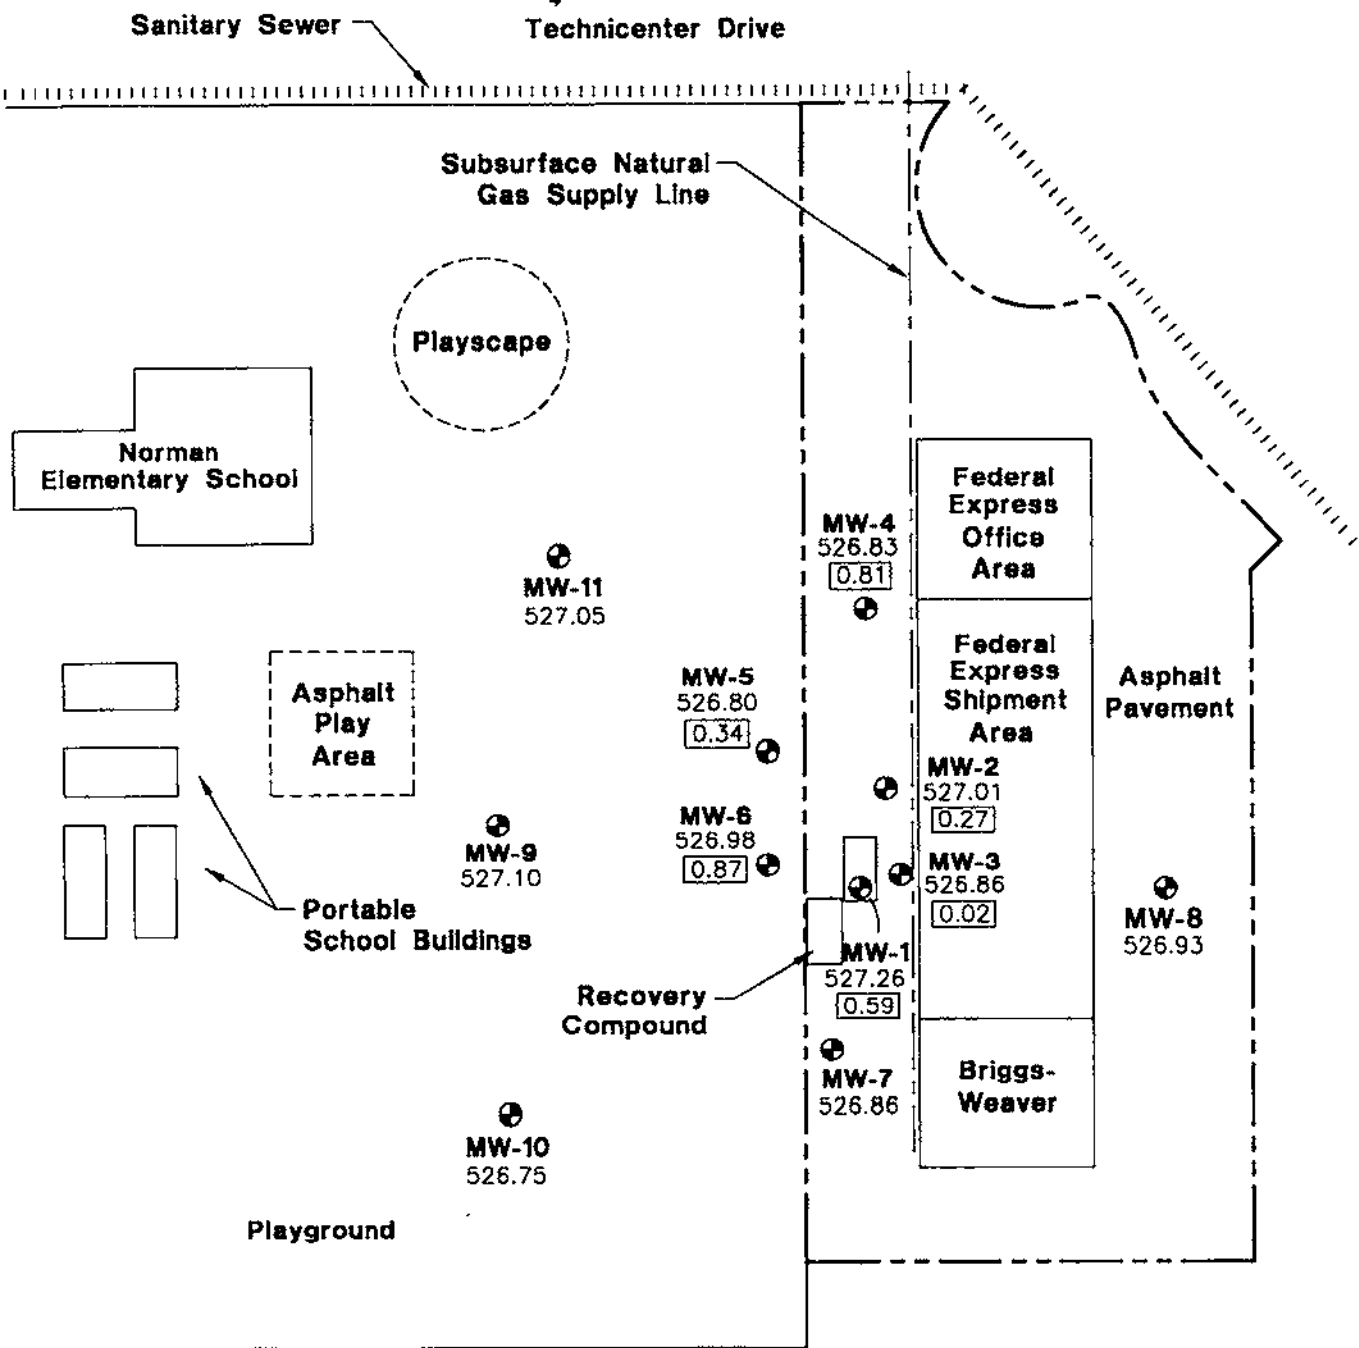 Sanitary Sewer
Technicenter Drive
Subsurface Natural
Gas Supply Line
Playscape
Norman
Elementary School
Federal
Express
Office
Area
MW-4
526.83
0.81
MW-11
527.05
Federal
Express
Shipment
Area
Asphalt
Pavement
MW-5
526.80
0.34
Asphalt
Play
Area
MW-2
527.01
0.27
MW-6
526.98
0.87
MW-9
527.10
MW-3
526.86
0.02
MW-8
526.93
Portable
School Buildings
MW-1
527.26
0.59
Recovery
Compound
MW-7
526.86
Briggs-
Weaver
MW-10
526.75
Playground